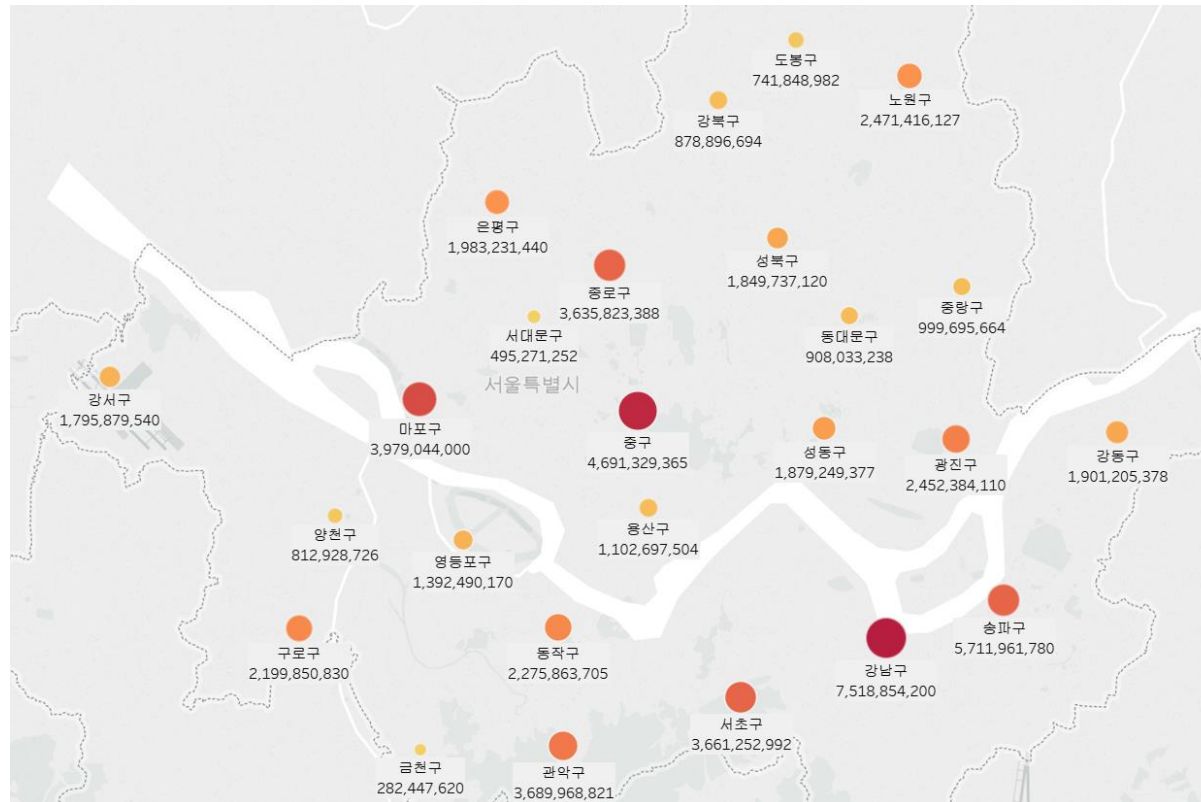 도봉구
741,848,982
노원구
2,471,416,127
강북구
878,896,694
은평구
1,983,231,440
성북구
1,849,737,120
종로구
3,635,823,388
중랑구
999,695,664
서대문구
495,271,252
동대문구
908,033,238
서울특별시
강서구
1,795,879,540
마포구
3,979,044,000
중구
4,691,329,365
성동구
1,879,249,377
광진구
2,452,384,110
강동구
1,901,205,378
양천구
812,928,726
영등포구
1,392,490,170
용산구
1,102,697,504
구로구
2,199,850,830
동작구
2,275,863,705
송파구
5,711,961,780
강남구
7,518,854,200
서초구
3,661,252,992
금천구
282,447,620
관악구
3,689,968,821